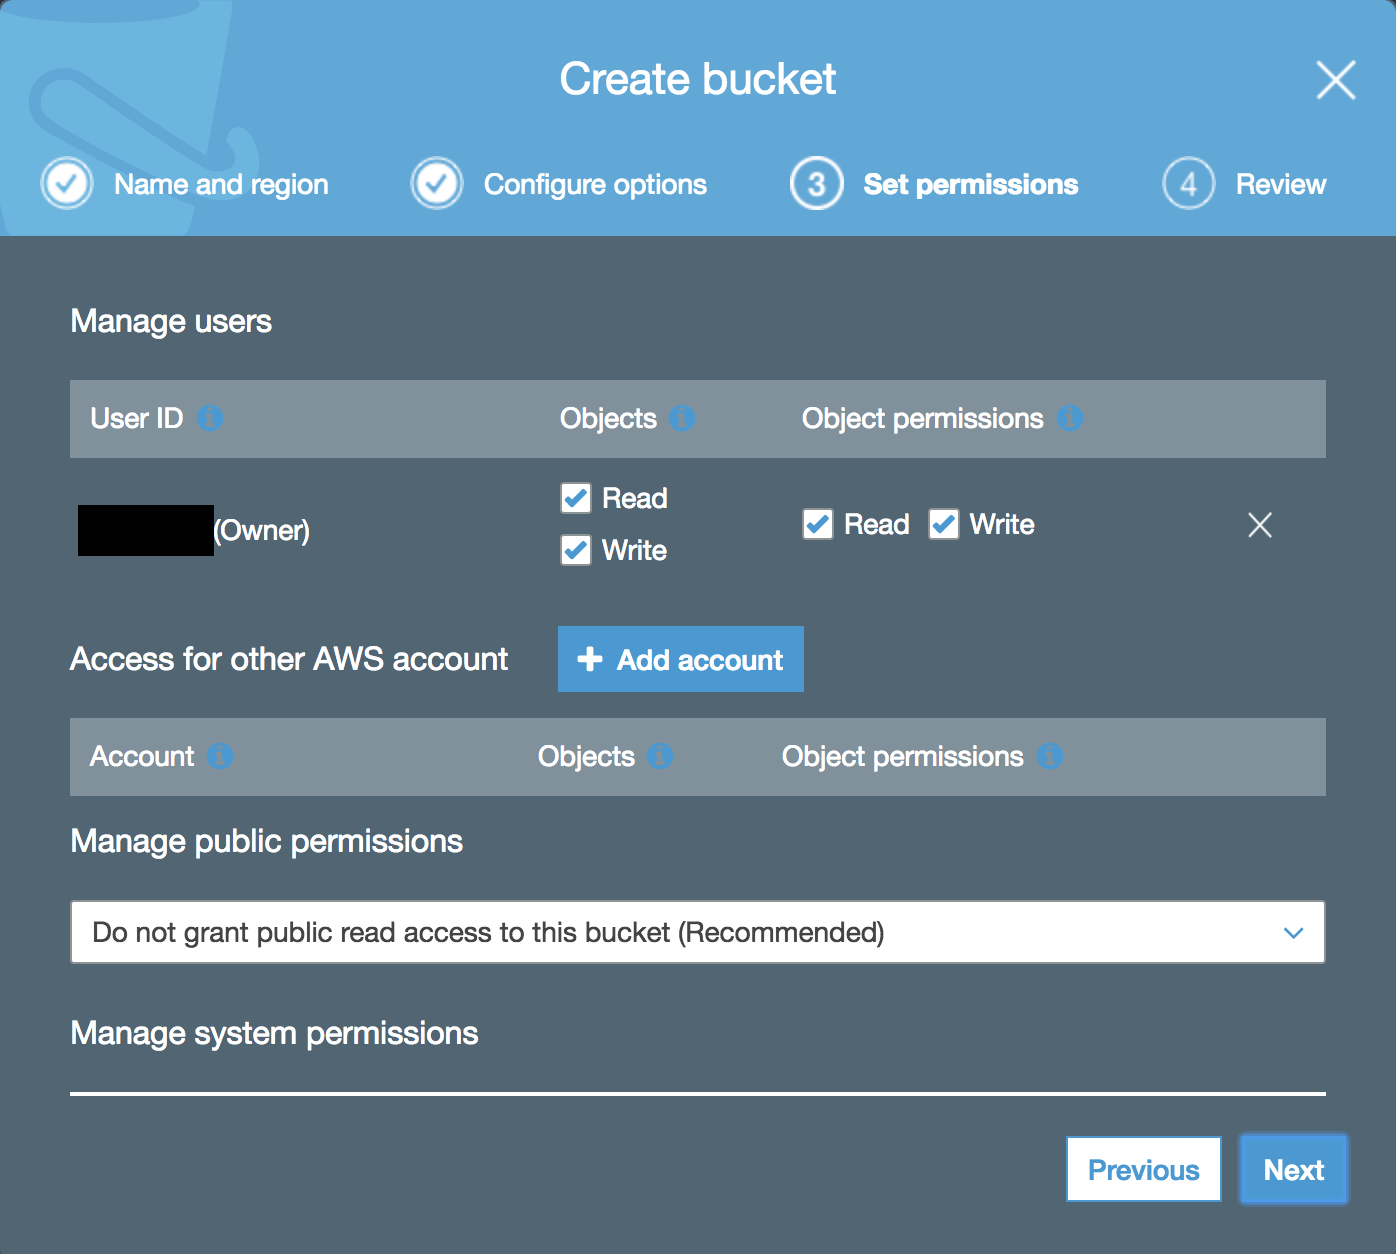 Create bucket
Name and region
Configure options
3 Set permissions
4 Review
Manage users
User ID Objects Object permissions
(Owner) Read Read Write
Write
Access for other AWS account Add account
Account Objects Object permissions
Manage public permissions
Do not grant public read access to this bucket (Recommended)
Manage system permissions
Previous Next